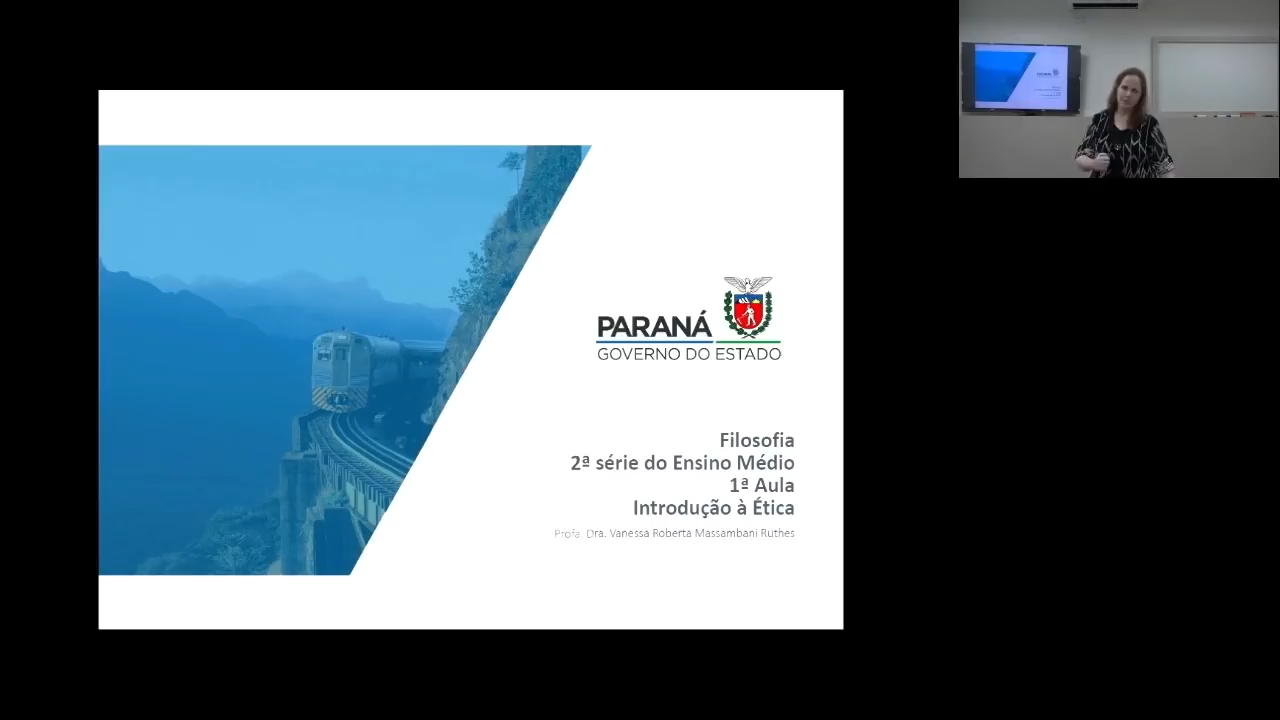 PARANÁ
GOVERNO DO ESTADO
Filosofia
2ª série do Ensino Médio
1ª Aula
Introdução à Ética
Profa. Dra. Vanessa Roberta Massambani Ruthes